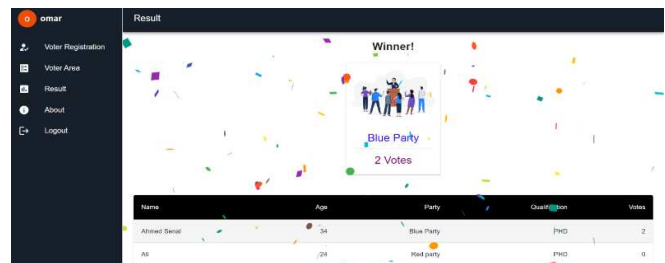 o omar
Result
Voter Registration
Voter Area
Result
About
Logout
Winner!
Blue Party
2 Votes
Name Age Party Qualification Votes
Ahmed Senal 34 Blue Party PHD 2
Ali 24 Red party PHD 0